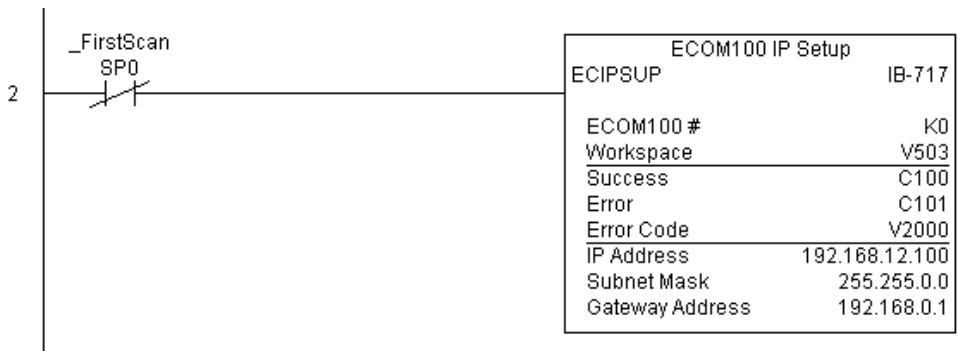 _FirstScan
SP0
2
ECOM100 IP Setup
ECIPSUP IB-717
ECOM100 # K0
Workspace V503
Success C100
Error C101
Error Code V2000
IP Address 192.168.12.100
Subnet Mask 255.255.0.0
Gateway Address 192.168.0.1